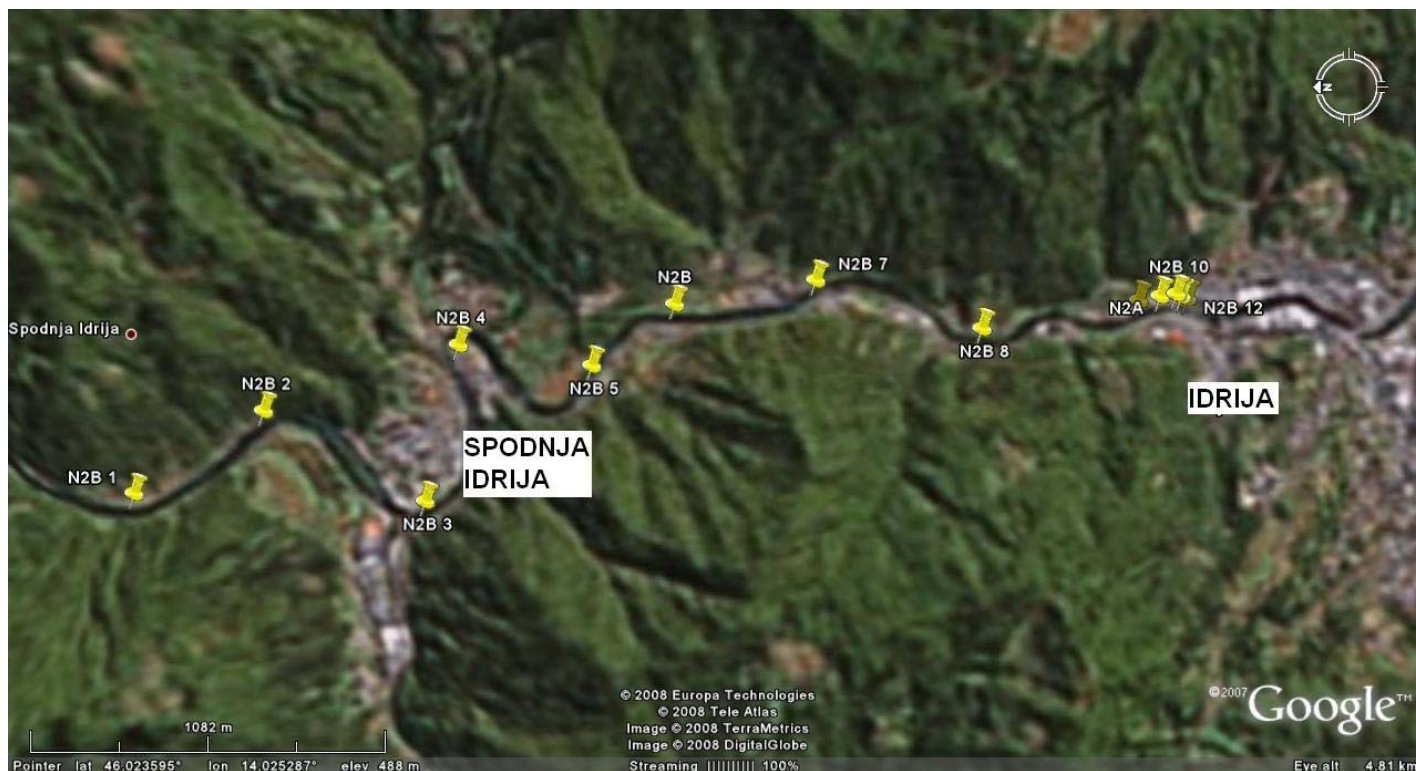 N
N2B 10
N2B 7
N2B
N2A
N2B 12
N2B 4
Spodnja Idrija
N2B 8
N2B 5
N2B 2
IDRIJA
SPODNJA
IDRIJA
N2B 1
N2B 3
© 2008 Europa Technologies
© 2008 Tele Atlas
Image © 2008 TerraMetrics
Image © 2008 DigitalGlobe
©2007 Google™
1082 m
Pointer lat 46.023595° lon 14.025287° elev 488 m
Streaming |||||||||| 100%
Eye alt 4.81 km